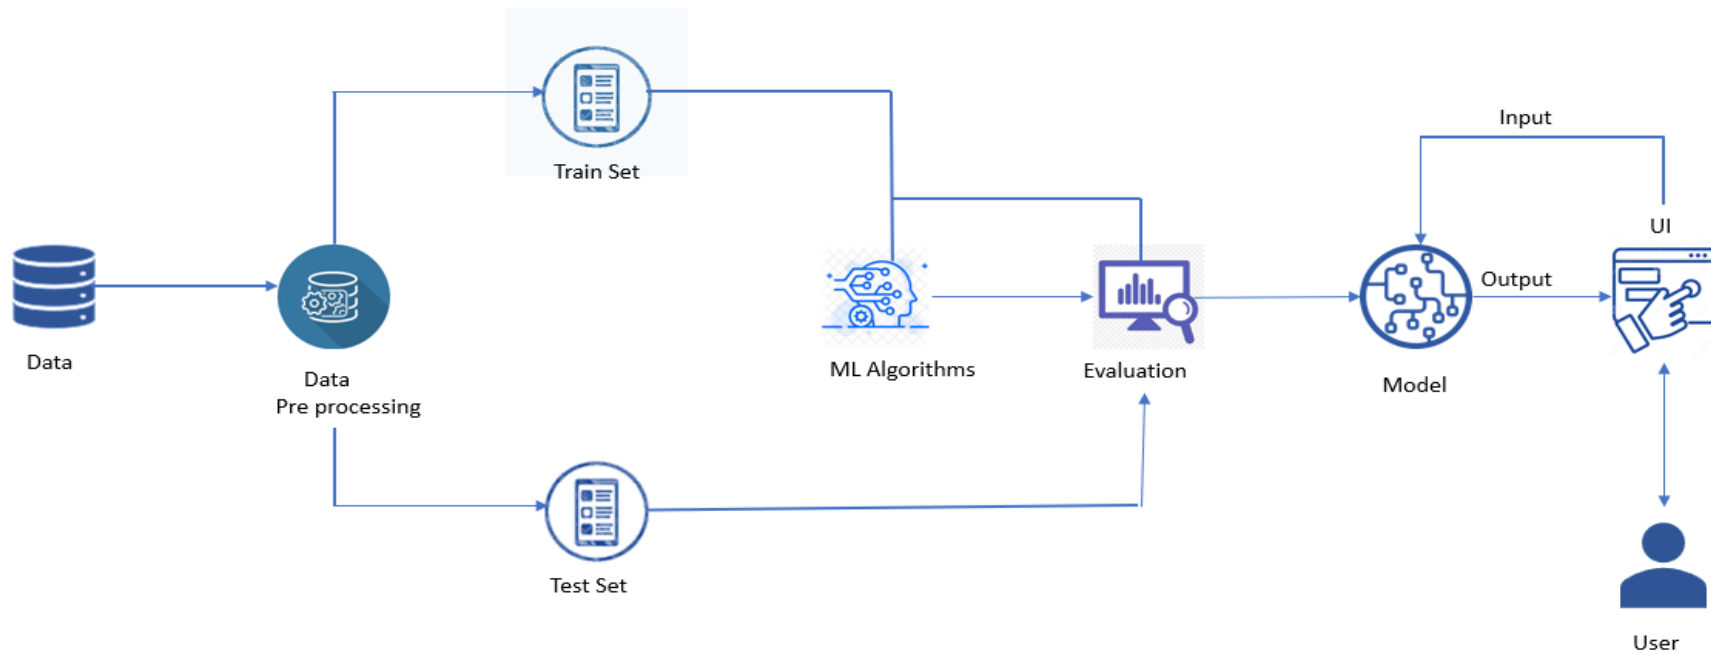 Train Set
Input
UI
Output
Data
Data
Pre processing
ML Algorithms
Evaluation
Model
Test Set
User